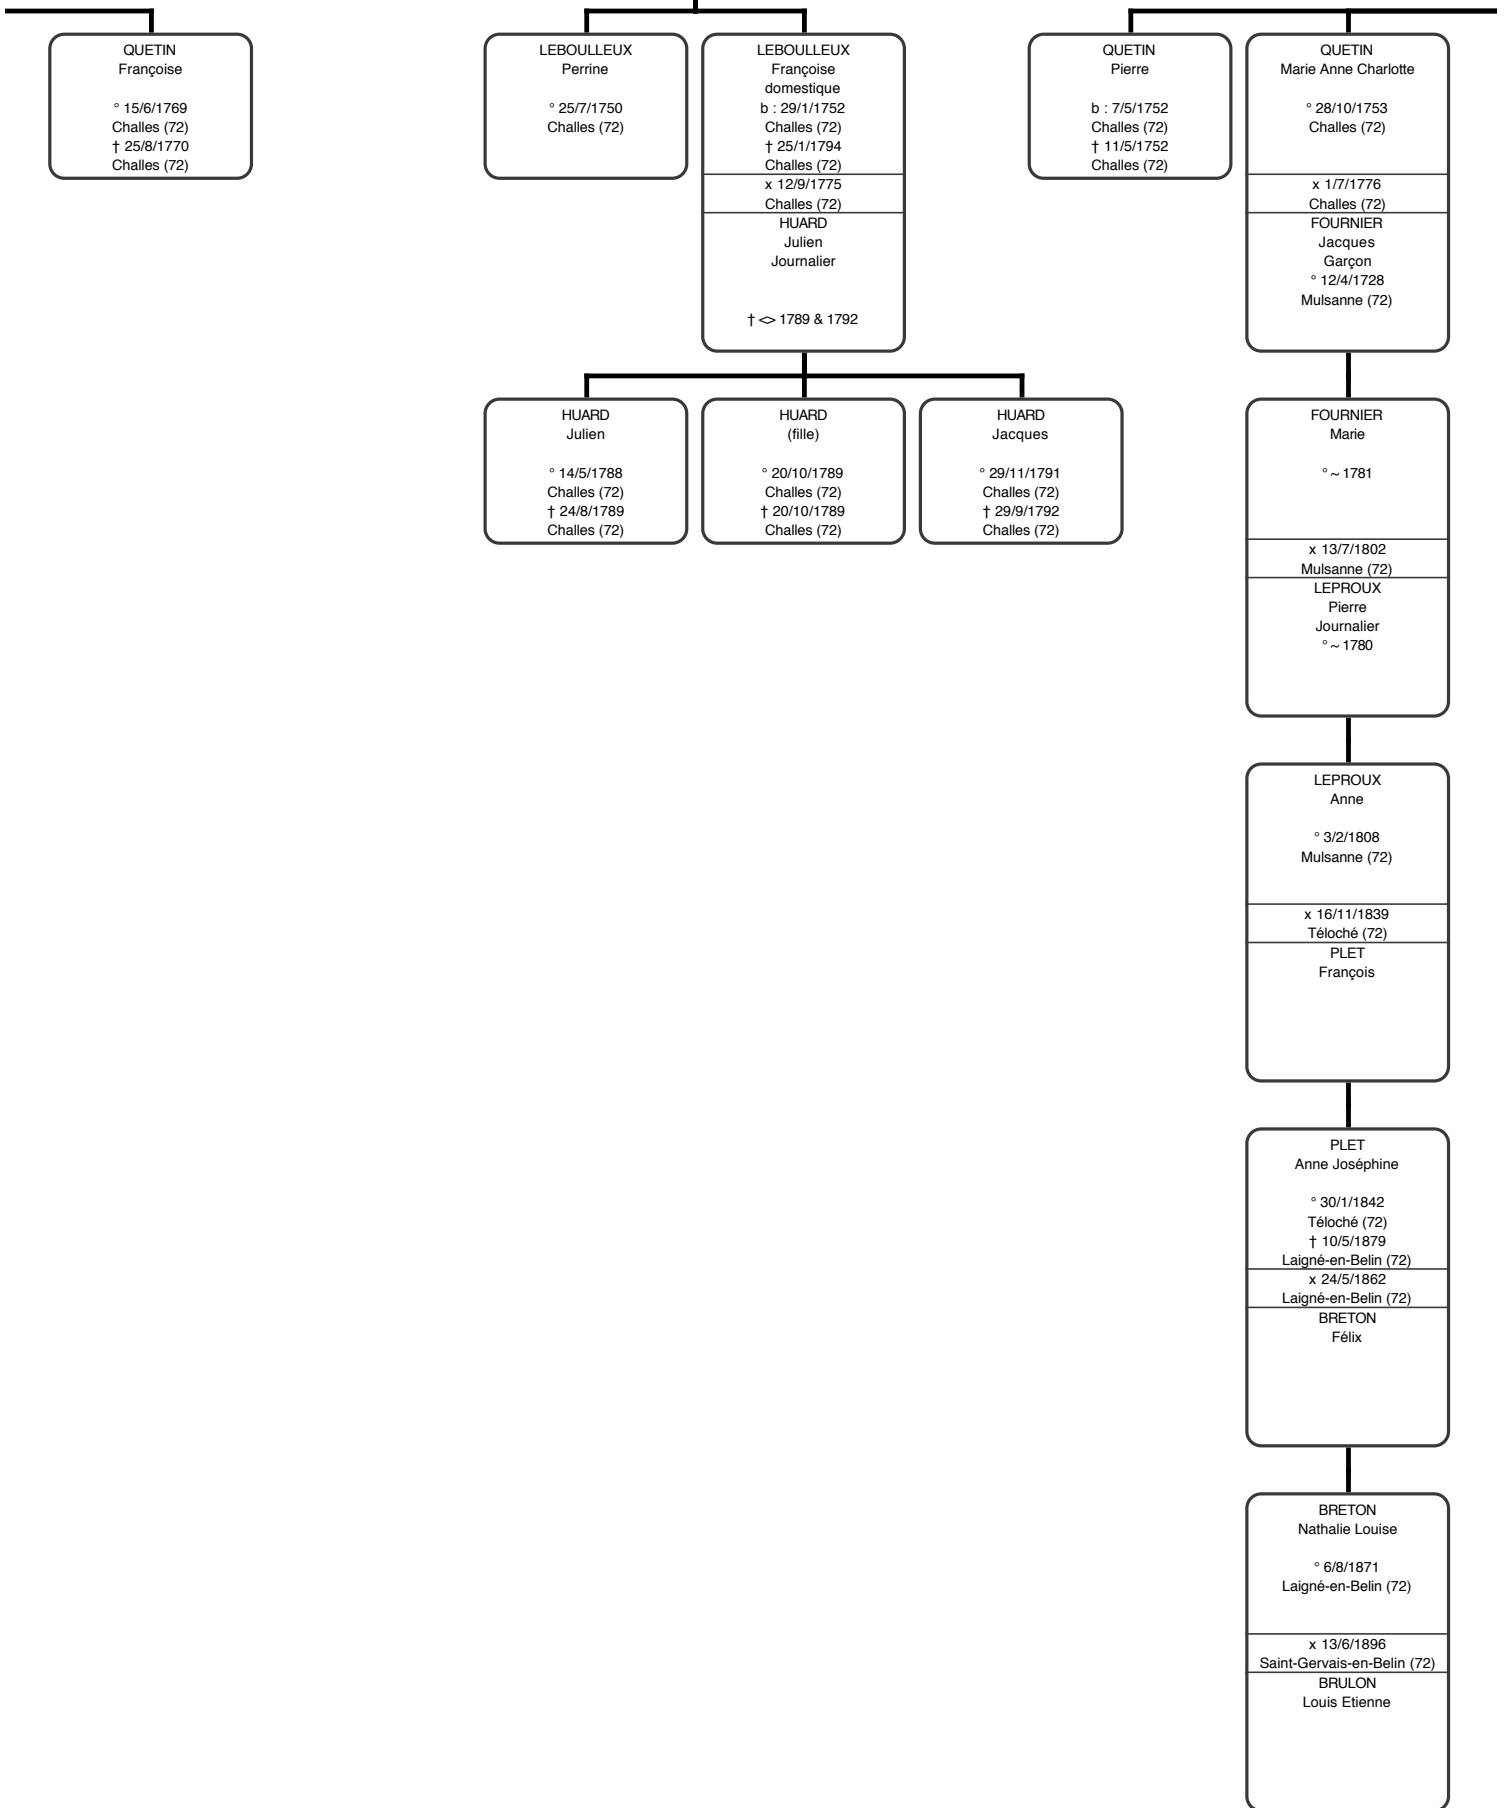 QUETIN
Françoise
° 15/6/1769
Challes (72)
† 25/8/1770
Challes (72)
LEBOULLEUX
Perrine
° 25/7/1750
Challes (72)
LEBOULLEUX
Françoise
domestique
b : 29/1/1752
Challes (72)
† 25/1/1794
Challes (72)
x 12/9/1775
Challes (72)
HUARD
Julien
Journalier
† <> 1789 & 1792
QUETIN
Pierre
b : 7/5/1752
Challes (72)
† 11/5/1752
Challes (72)
QUETIN
Marie Anne Charlotte
° 28/10/1753
Challes (72)
x 1/7/1776
Challes (72)
FOURNIER
Jacques
Garçon
° 12/4/1728
Mulsanne (72)
HUARD
Julien
° 14/5/1788
Challes (72)
† 24/8/1789
Challes (72)
HUARD
(fille)
° 20/10/1789
Challes (72)
† 20/10/1789
Challes (72)
HUARD
Jacques
° 29/11/1791
Challes (72)
† 29/9/1792
Challes (72)
FOURNIER
Marie
° ~ 1781
x 13/7/1802
Mulsanne (72)
LEPROUX
Pierre
Journalier
° ~ 1780
LEPROUX
Anne
° 3/2/1808
Mulsanne (72)
x 16/11/1839
Téloché (72)
PLET
François
PLET
Anne Joséphine
° 30/1/1842
Téloché (72)
† 10/5/1879
Laigné-en-Belin (72)
x 24/5/1862
Laigné-en-Belin (72)
BRETON
Félix
BRETON
Nathalie Louise
° 6/8/1871
Laigné-en-Belin (72)
x 13/6/1896
Saint-Gervais-en-Belin (72)
BRULON
Louis Etienne